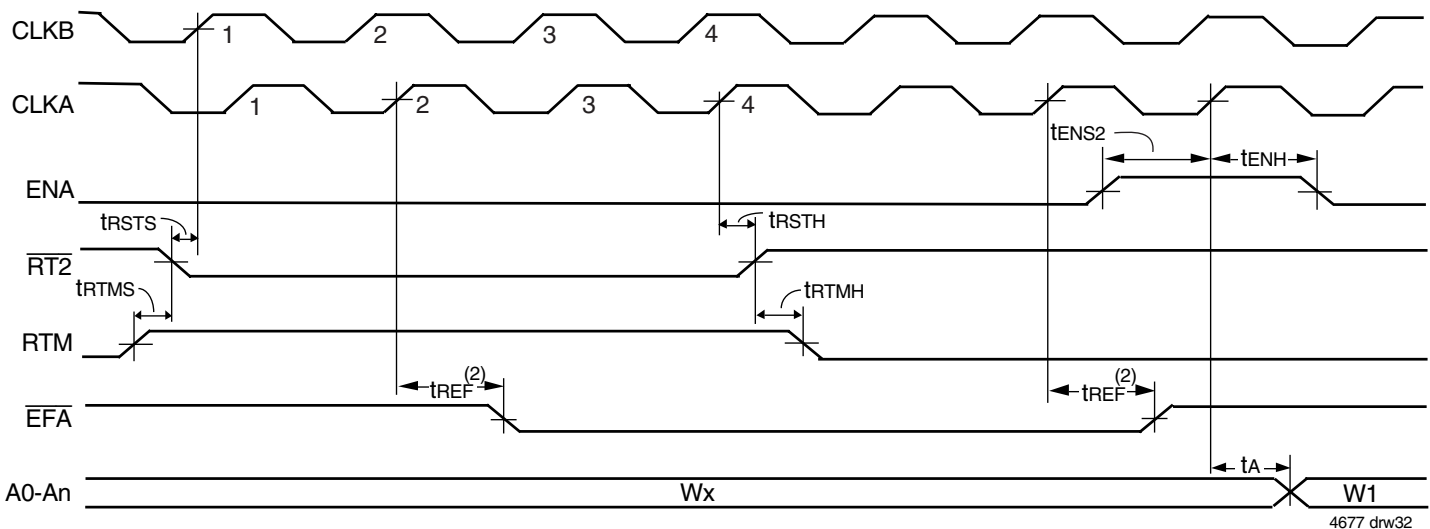 CLKB 1 2 3 4
CLKA 1 2 3 4
tENS2 tENH
ENA
tRSTS tRSTH
RT2
tRTMS tRTMH
RTM
tREF(2) tREF(2)
EFA
tA
A0-An Wx W1
4677 drw32